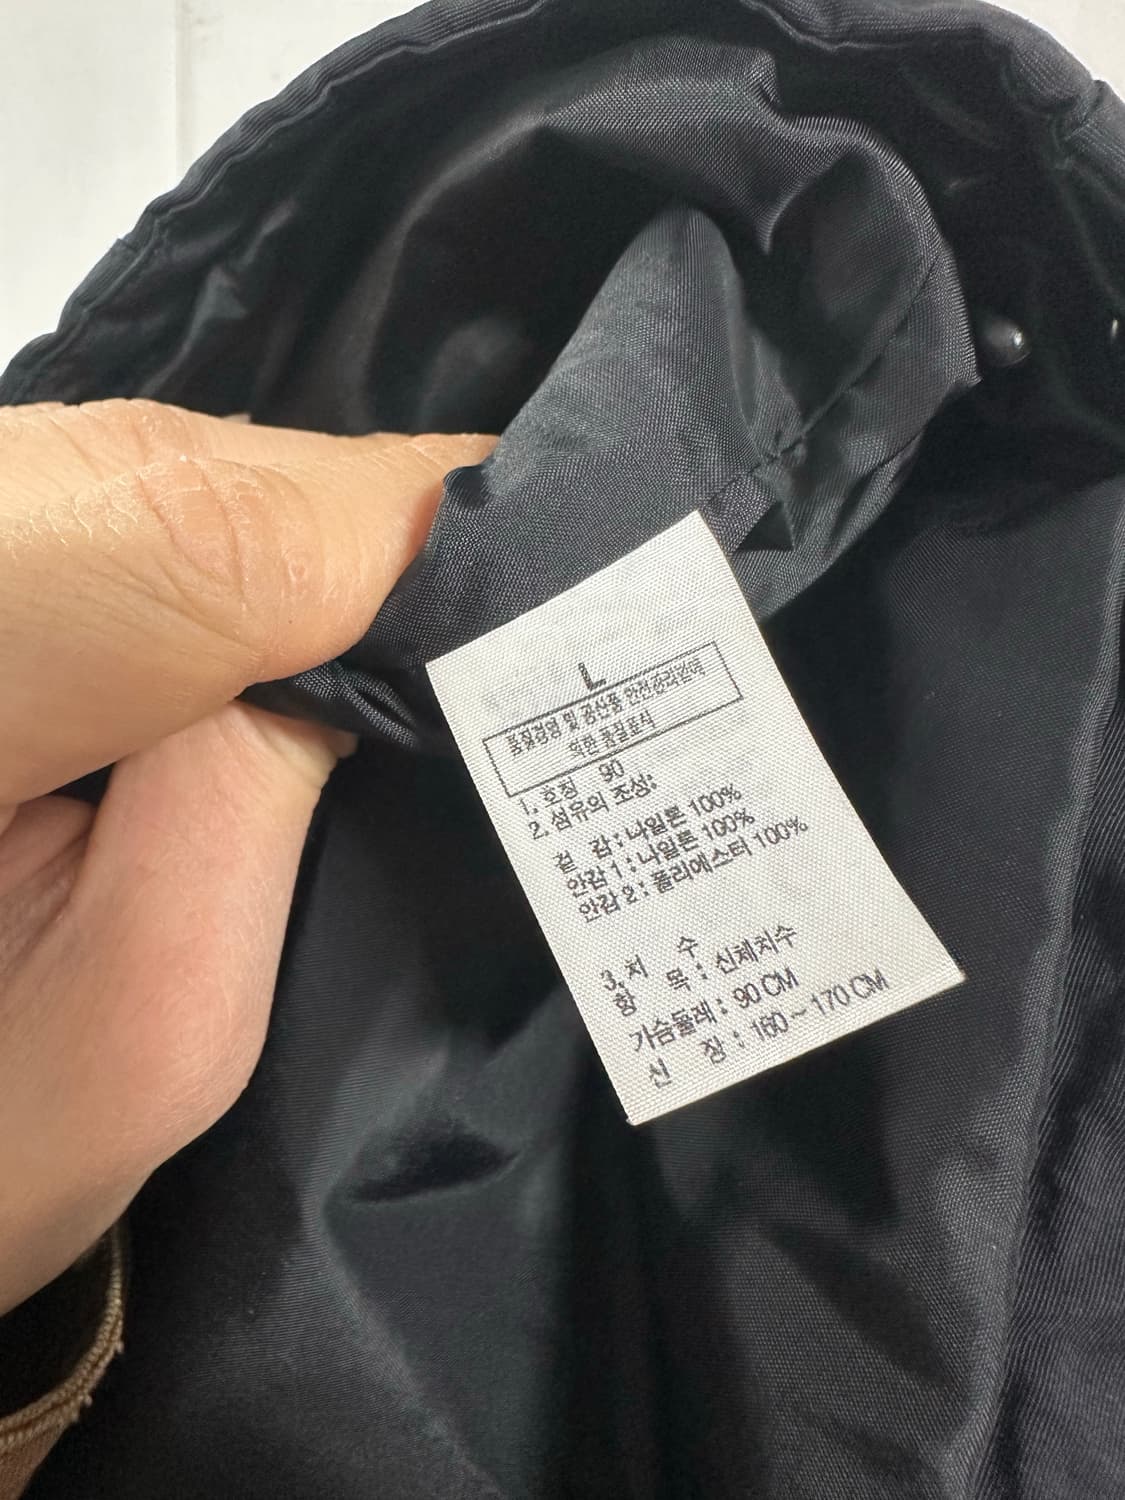 L
품질경영 및 공산품 안전관리법에
의한 품질표시
1. 호칭 90
2. 섬유의 조성:
겉 감 : 나일론 100%
안감 1 : 나일론 100%
안감 2 : 폴리에스터 100%
3. 치 수
항 목 : 신체치수
가슴둘레 : 90 CM
신 장 : 160 ~ 170 CM